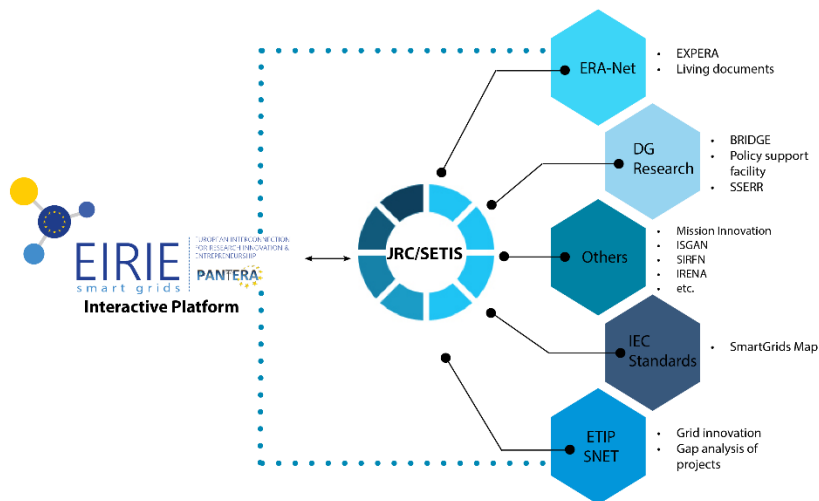 EIRIE
smart grids
EUROPEAN INTERCONNECTION
FOR RESEARCH INNOVATION &
ENTREPRENEURSHIP
PANTERA
Interactive Platform
JRC/SETIS
ERA-Net
• EXPERA
• Living documents
DG
Research
• BRIDGE
• Policy support
facility
• SSERR
Others
• Mission Innovation
• ISGAN
• SIRFN
• IRENA
• etc.
IEC
Standards
• SmartGrids Map
ETIP
SNET
• Grid innovation
• Gap analysis of
projects